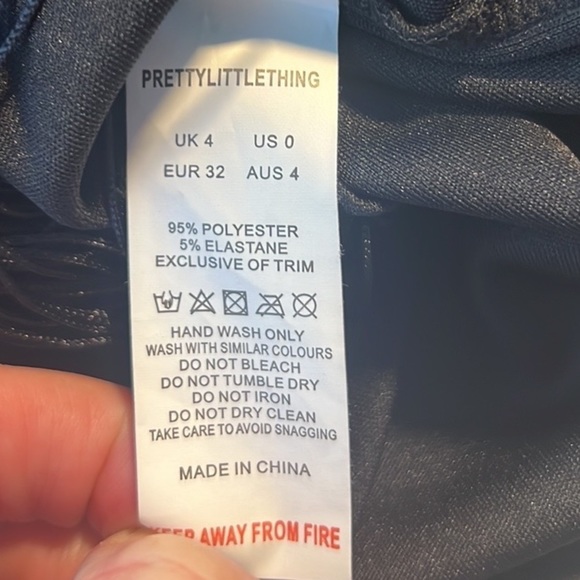 PRETTYLITTLETHING
UK 4 US 0
EUR 32 AUS 4
95% POLYESTER
5% ELASTANE
EXCLUSIVE OF TRIM
HAND WASH ONLY
WASH WITH SIMILAR COLOURS
DO NOT BLEACH
DO NOT TUMBLE DRY
DO NOT IRON
DO NOT DRY CLEAN
TAKE CARE TO AVOID SNAGGING
MADE IN CHINA
KEEP AWAY FROM FIRE